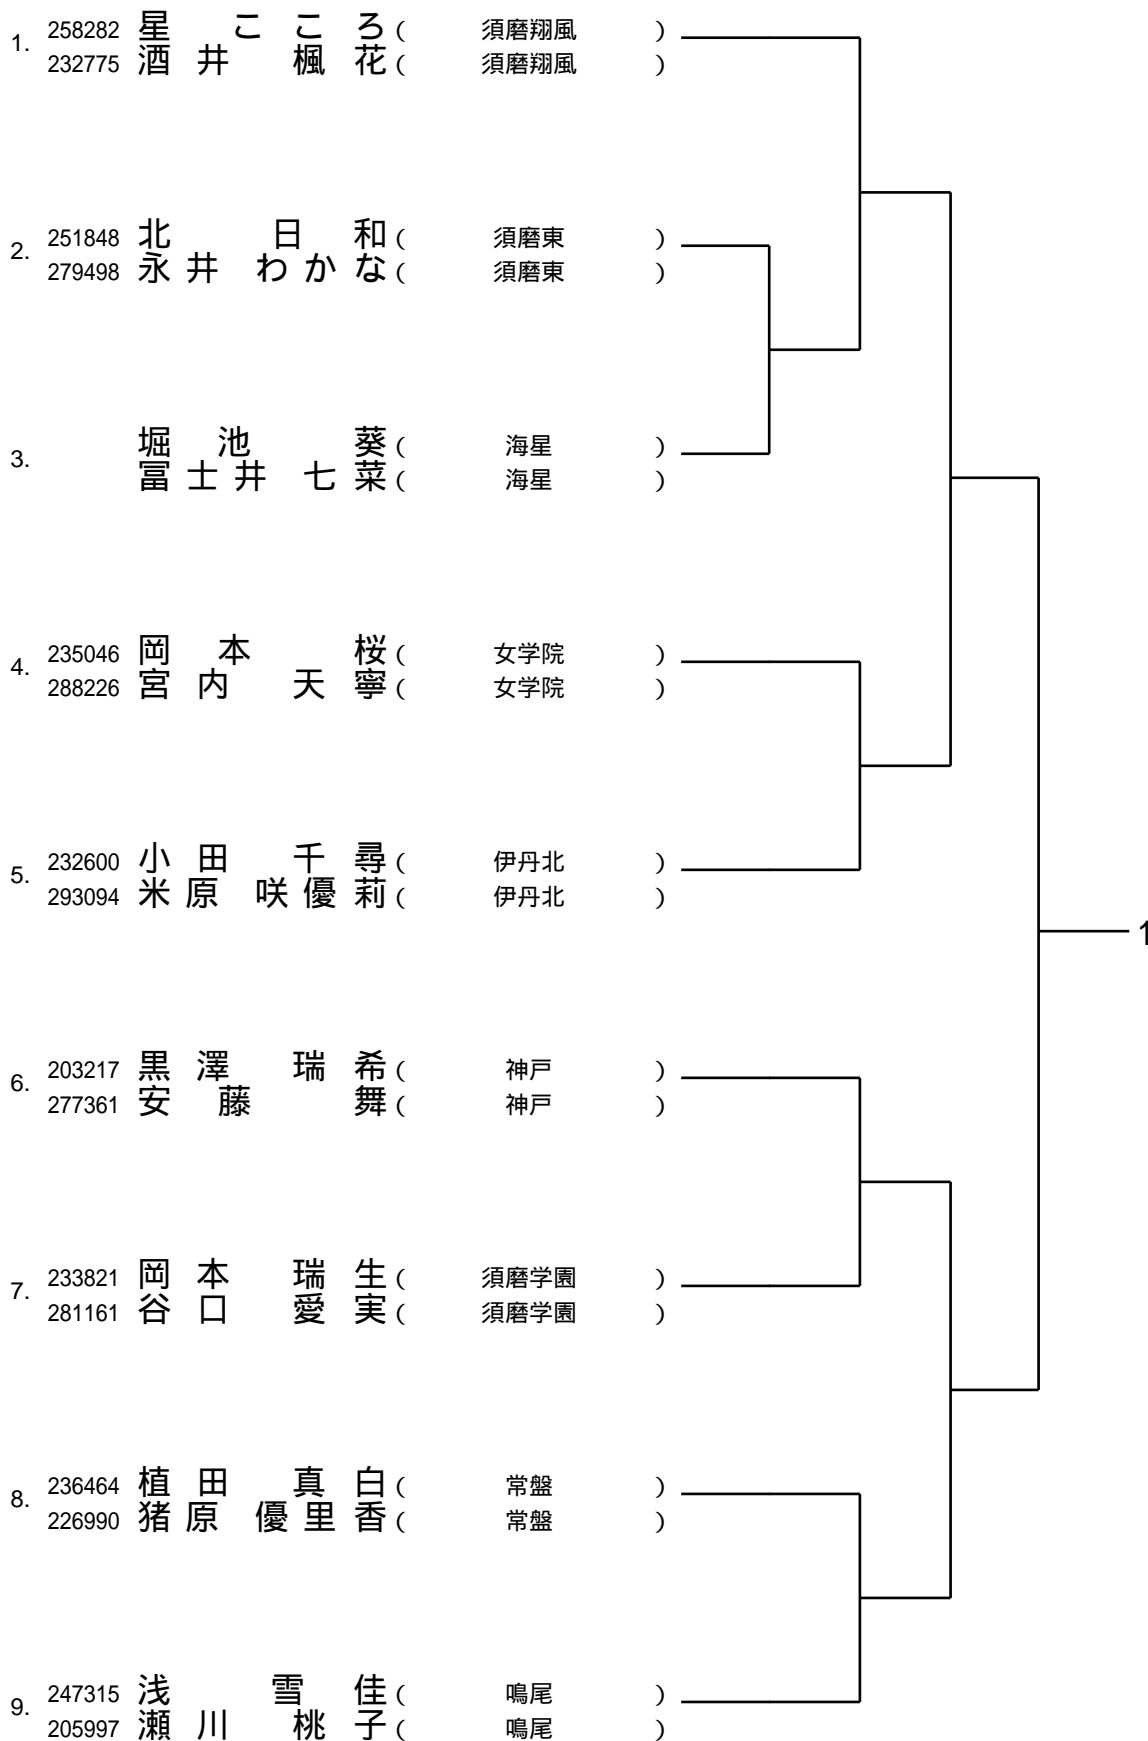 1. 258282 星 こころ ( 須磨翔風 )
232775 酒井 楓花 ( 須磨翔風 )
2. 251848 北 日和 ( 須磨東 )
279498 永井 わかな ( 須磨東 )
3. 堀池 葵 ( 海星 )
冨士井 七菜 ( 海星 )
4. 235046 岡本 桜 ( 女学院 )
288226 宮内 天寧 ( 女学院 )
5. 232600 小田 千尋 ( 伊丹北 )
293094 米原 咲優莉 ( 伊丹北 )
1
6. 203217 黒澤 瑞希 ( 神戸 )
277361 安藤 舞 ( 神戸 )
7. 233821 岡本 瑞生 ( 須磨学園 )
281161 谷口 愛実 ( 須磨学園 )
8. 236464 植田 真白 ( 常盤 )
226990 猪原 優里香 ( 常盤 )
9. 247315 浅 雪佳 ( 鳴尾 )
205997 瀬川 桃子 ( 鳴尾 )